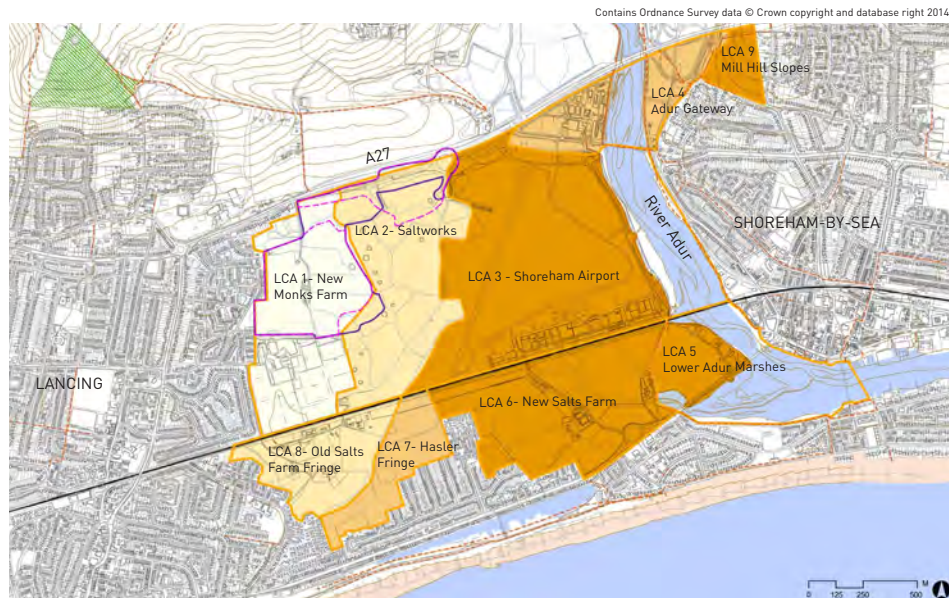 Contains Ordnance Survey data © Crown copyright and database right 2014
LCA 9
Mill Hill Slopes
LCA 4
Adur Gateway
A27
River Adur
SHOREHAM-BY-SEA
LCA 2- Saltworks
LCA 1- New
Monks Farm
LCA 3 - Shoreham Airport
LCA 5
Lower Adur Marshes
LANCING
LCA 6- New Salts Farm
LCA 7- Hasler
Fringe
LCA 8- Old Salts
Farm Fringe
M
0 125 250 500